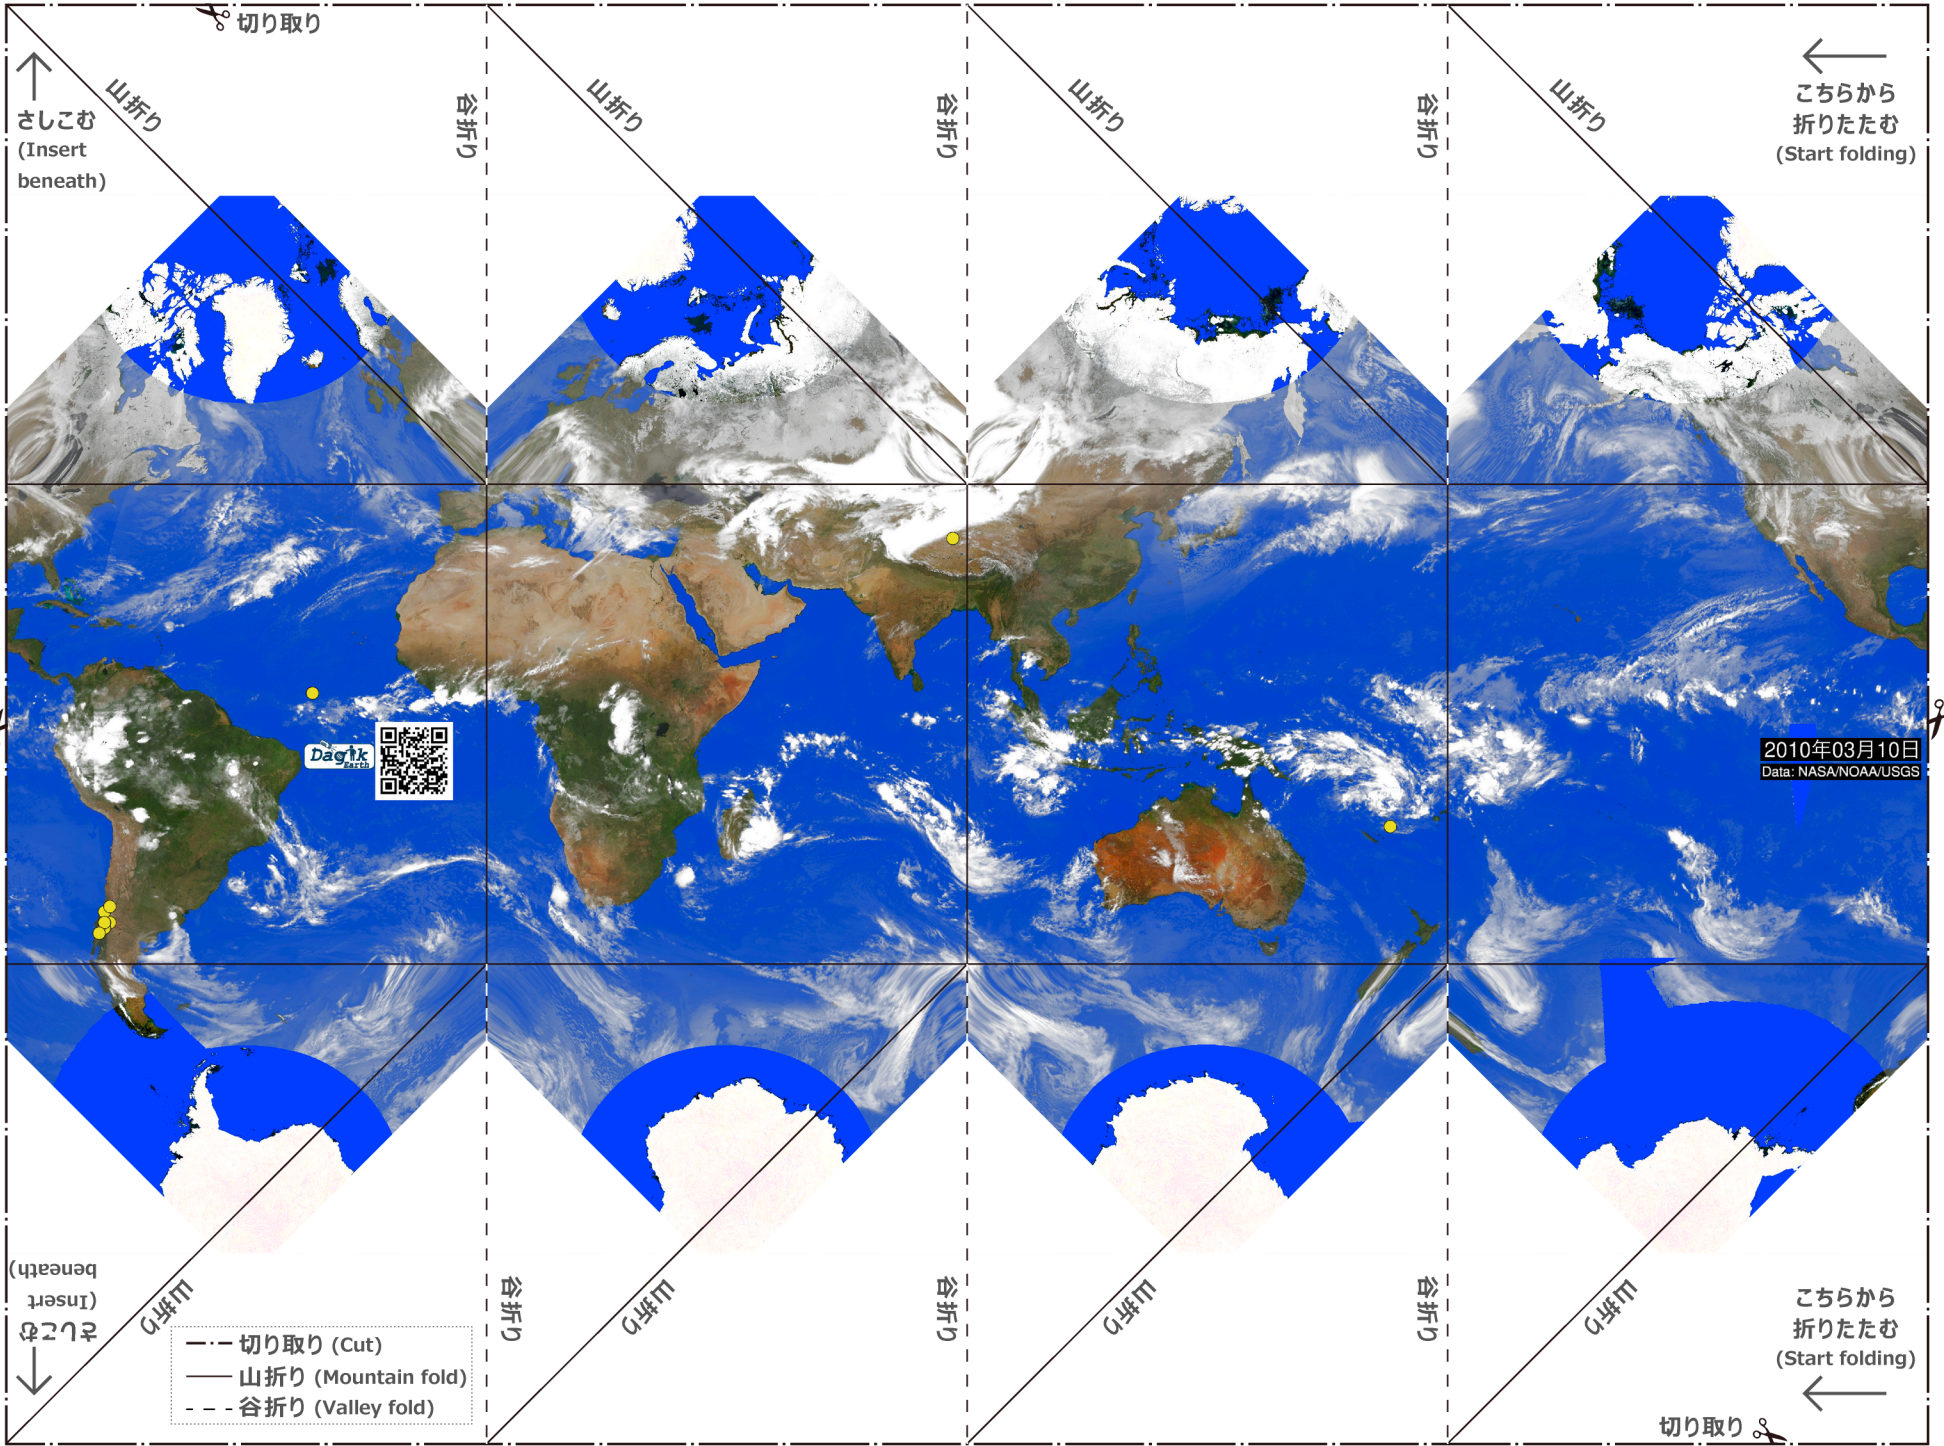 切り取り
山折り
谷折り
山折り
谷折り
山折り
谷折り
山折り
こちらから
折りたたむ
(Start folding)
さしこむ
(Insert
beneath)
Dagik
Earth
2010年03月10日
Data: NASA/NOAA/USGS
さしこむ
(Insert
beneath)
山折り
谷折り
山折り
谷折り
山折り
谷折り
山折り
こちらから
折りたたむ
(Start folding)
切り取り (Cut)
山折り (Mountain fold)
谷折り (Valley fold)
切り取り